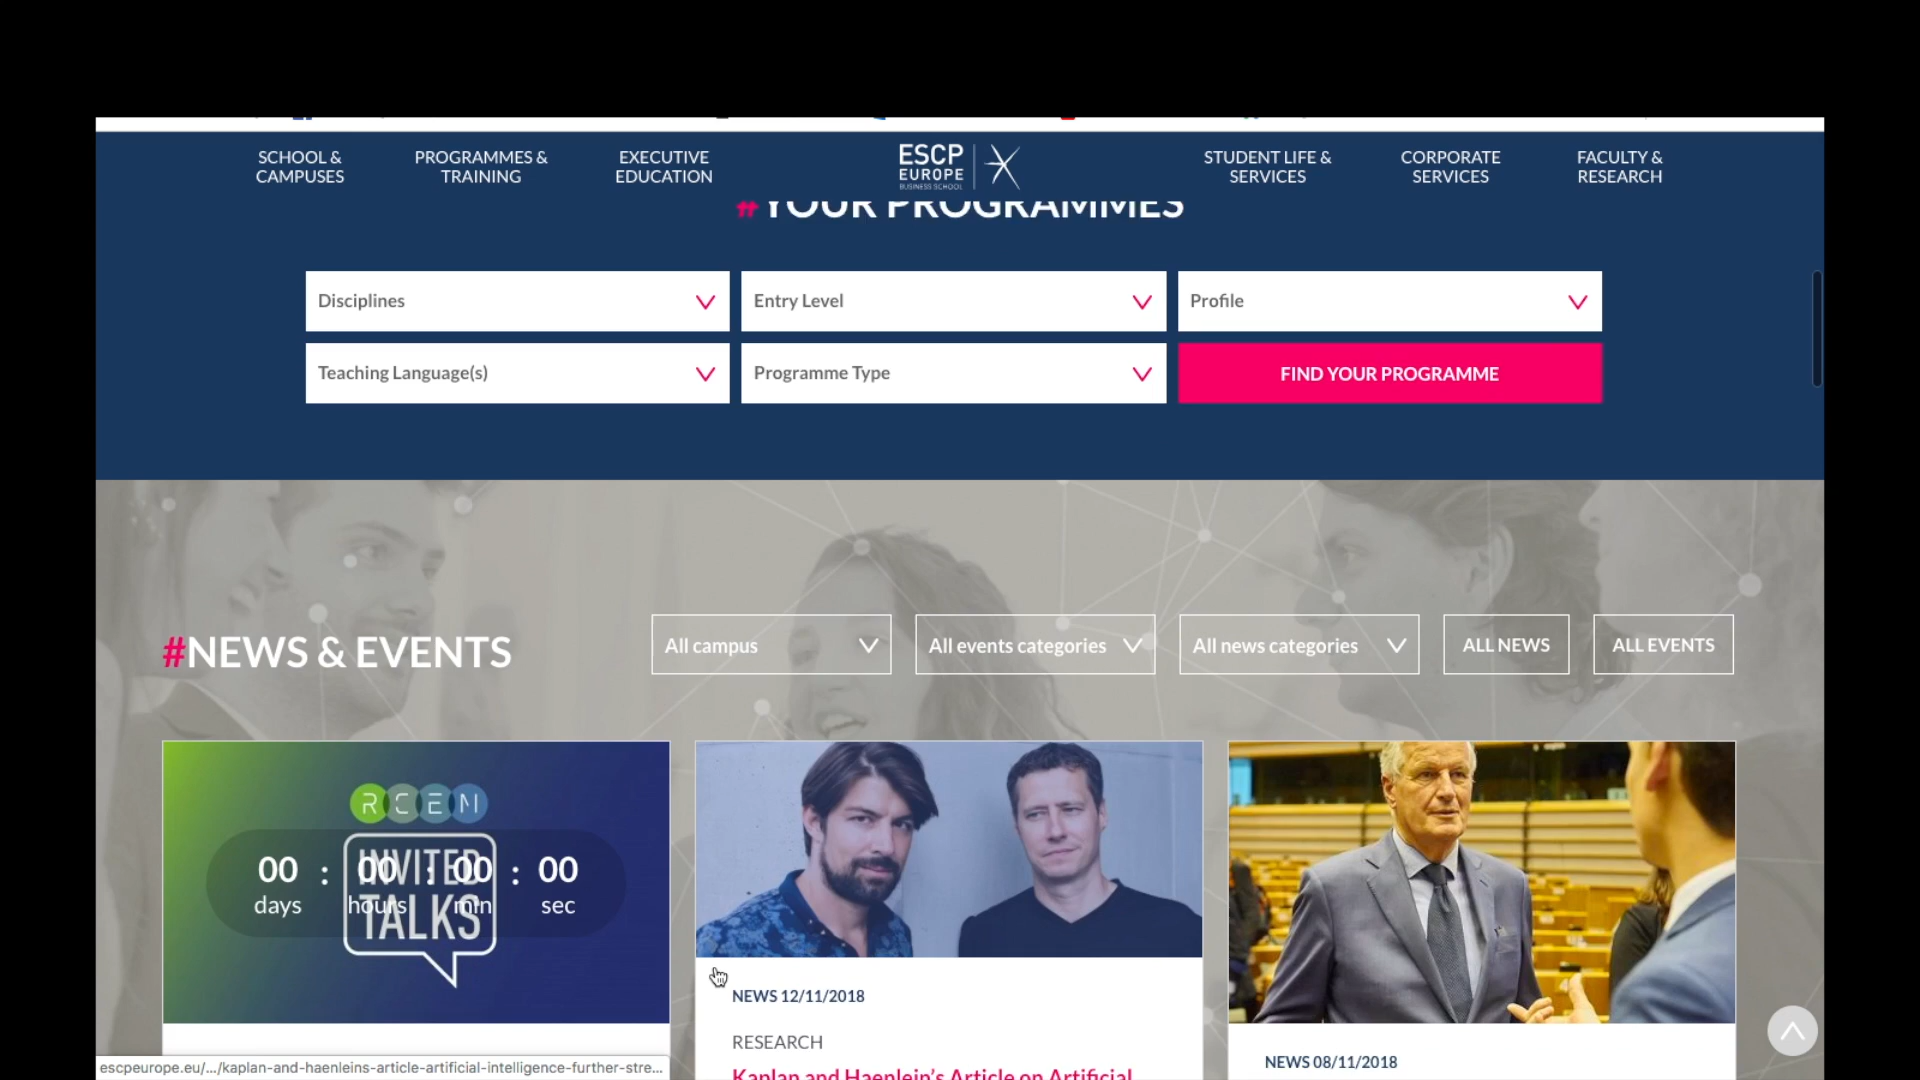 SCHOOL &
CAMPUSES
PROGRAMMES &
TRAINING
EXECUTIVE
EDUCATION
ESCP
EUROPE
BUSINESS SCHOOL
STUDENT LIFE &
SERVICES
CORPORATE
SERVICES
FACULTY &
RESEARCH
#YOUR PROGRAMMES
Disciplines
Entry Level
Profile
Teaching Language(s)
Programme Type
FIND YOUR PROGRAMME
#NEWS & EVENTS
All campus
All events categories
All news categories
ALL NEWS
ALL EVENTS
RCEM
INVITED
TALKS
00 : 00 : 00 : 00
days hours min sec
NEWS 12/11/2018
RESEARCH
Kaplan and Haenlein's Article on Artificial
NEWS 08/11/2018
escpeurope.eu/.../kaplan-and-haenleins-article-artificial-intelligence-further-stre...